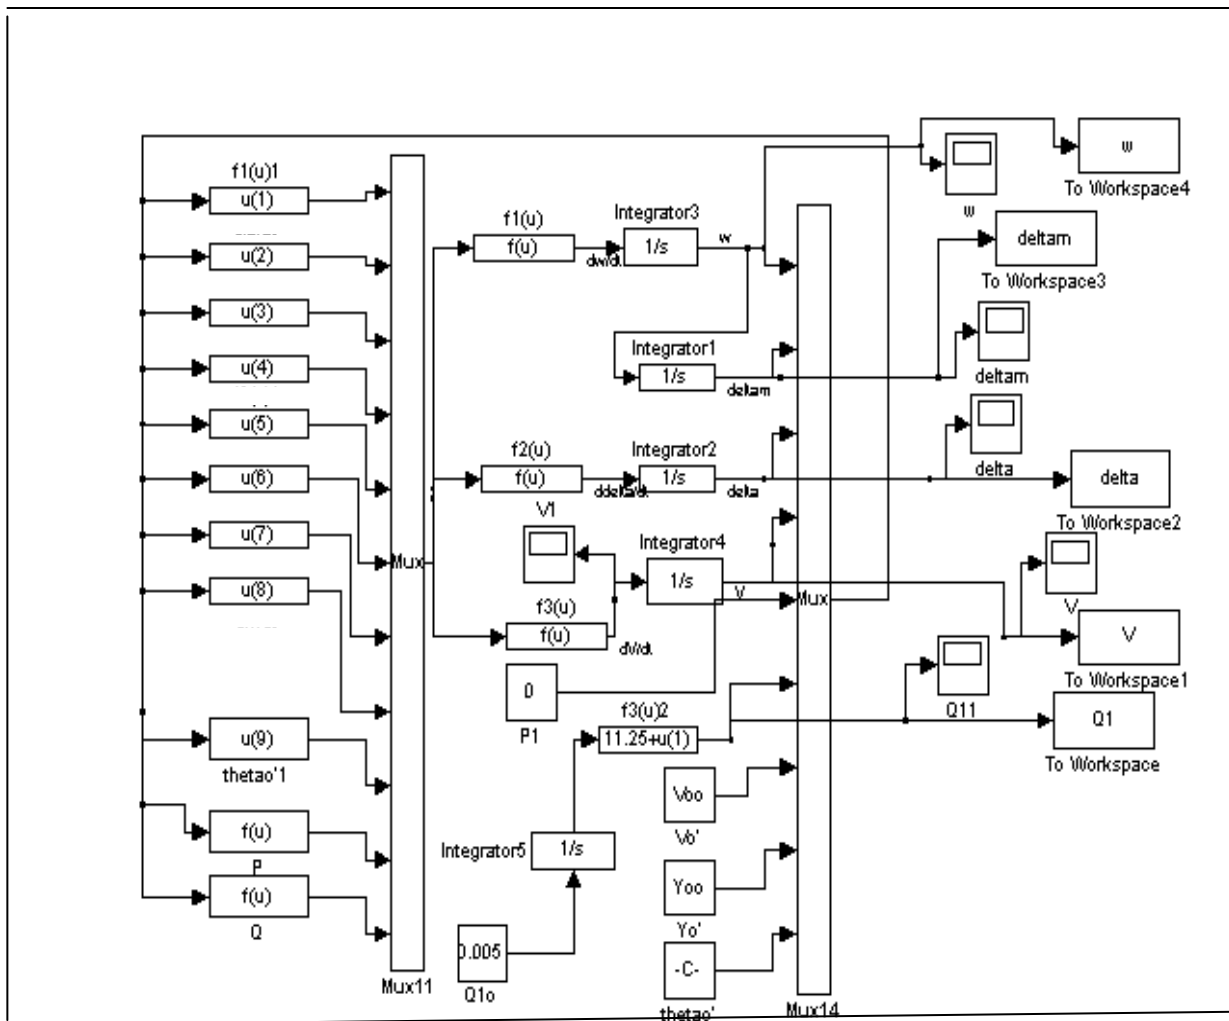 f1(u)1
u(1)
u(2)
u(3)
u(4)
u(5)
u(6)
u(7)
u(8)
u(9)
thetao'1
f(u)
P
f(u)
Q
Mux
Mux11
f1(u)
f(u)
dw/dt
Integrator3
1/s
w
Integrator1
1/s
deltam
f2(u)
f(u)
ddelta/dt
Integrator2
1/s
delta
V1
Integrator4
1/s
V
f3(u)
f(u)
dV/dt
0
P1
f3(u)2
11.25+u(1)
Integrator5
1/s
0.005
Q1o
Vbo
Vo'
Yoo
Yo'
-C-
thetao'
Mux
Mux14
w
w
To Workspace4
deltam
To Workspace3
deltam
delta
delta
To Workspace2
V
V
To Workspace1
Q11
Q1
To Workspace